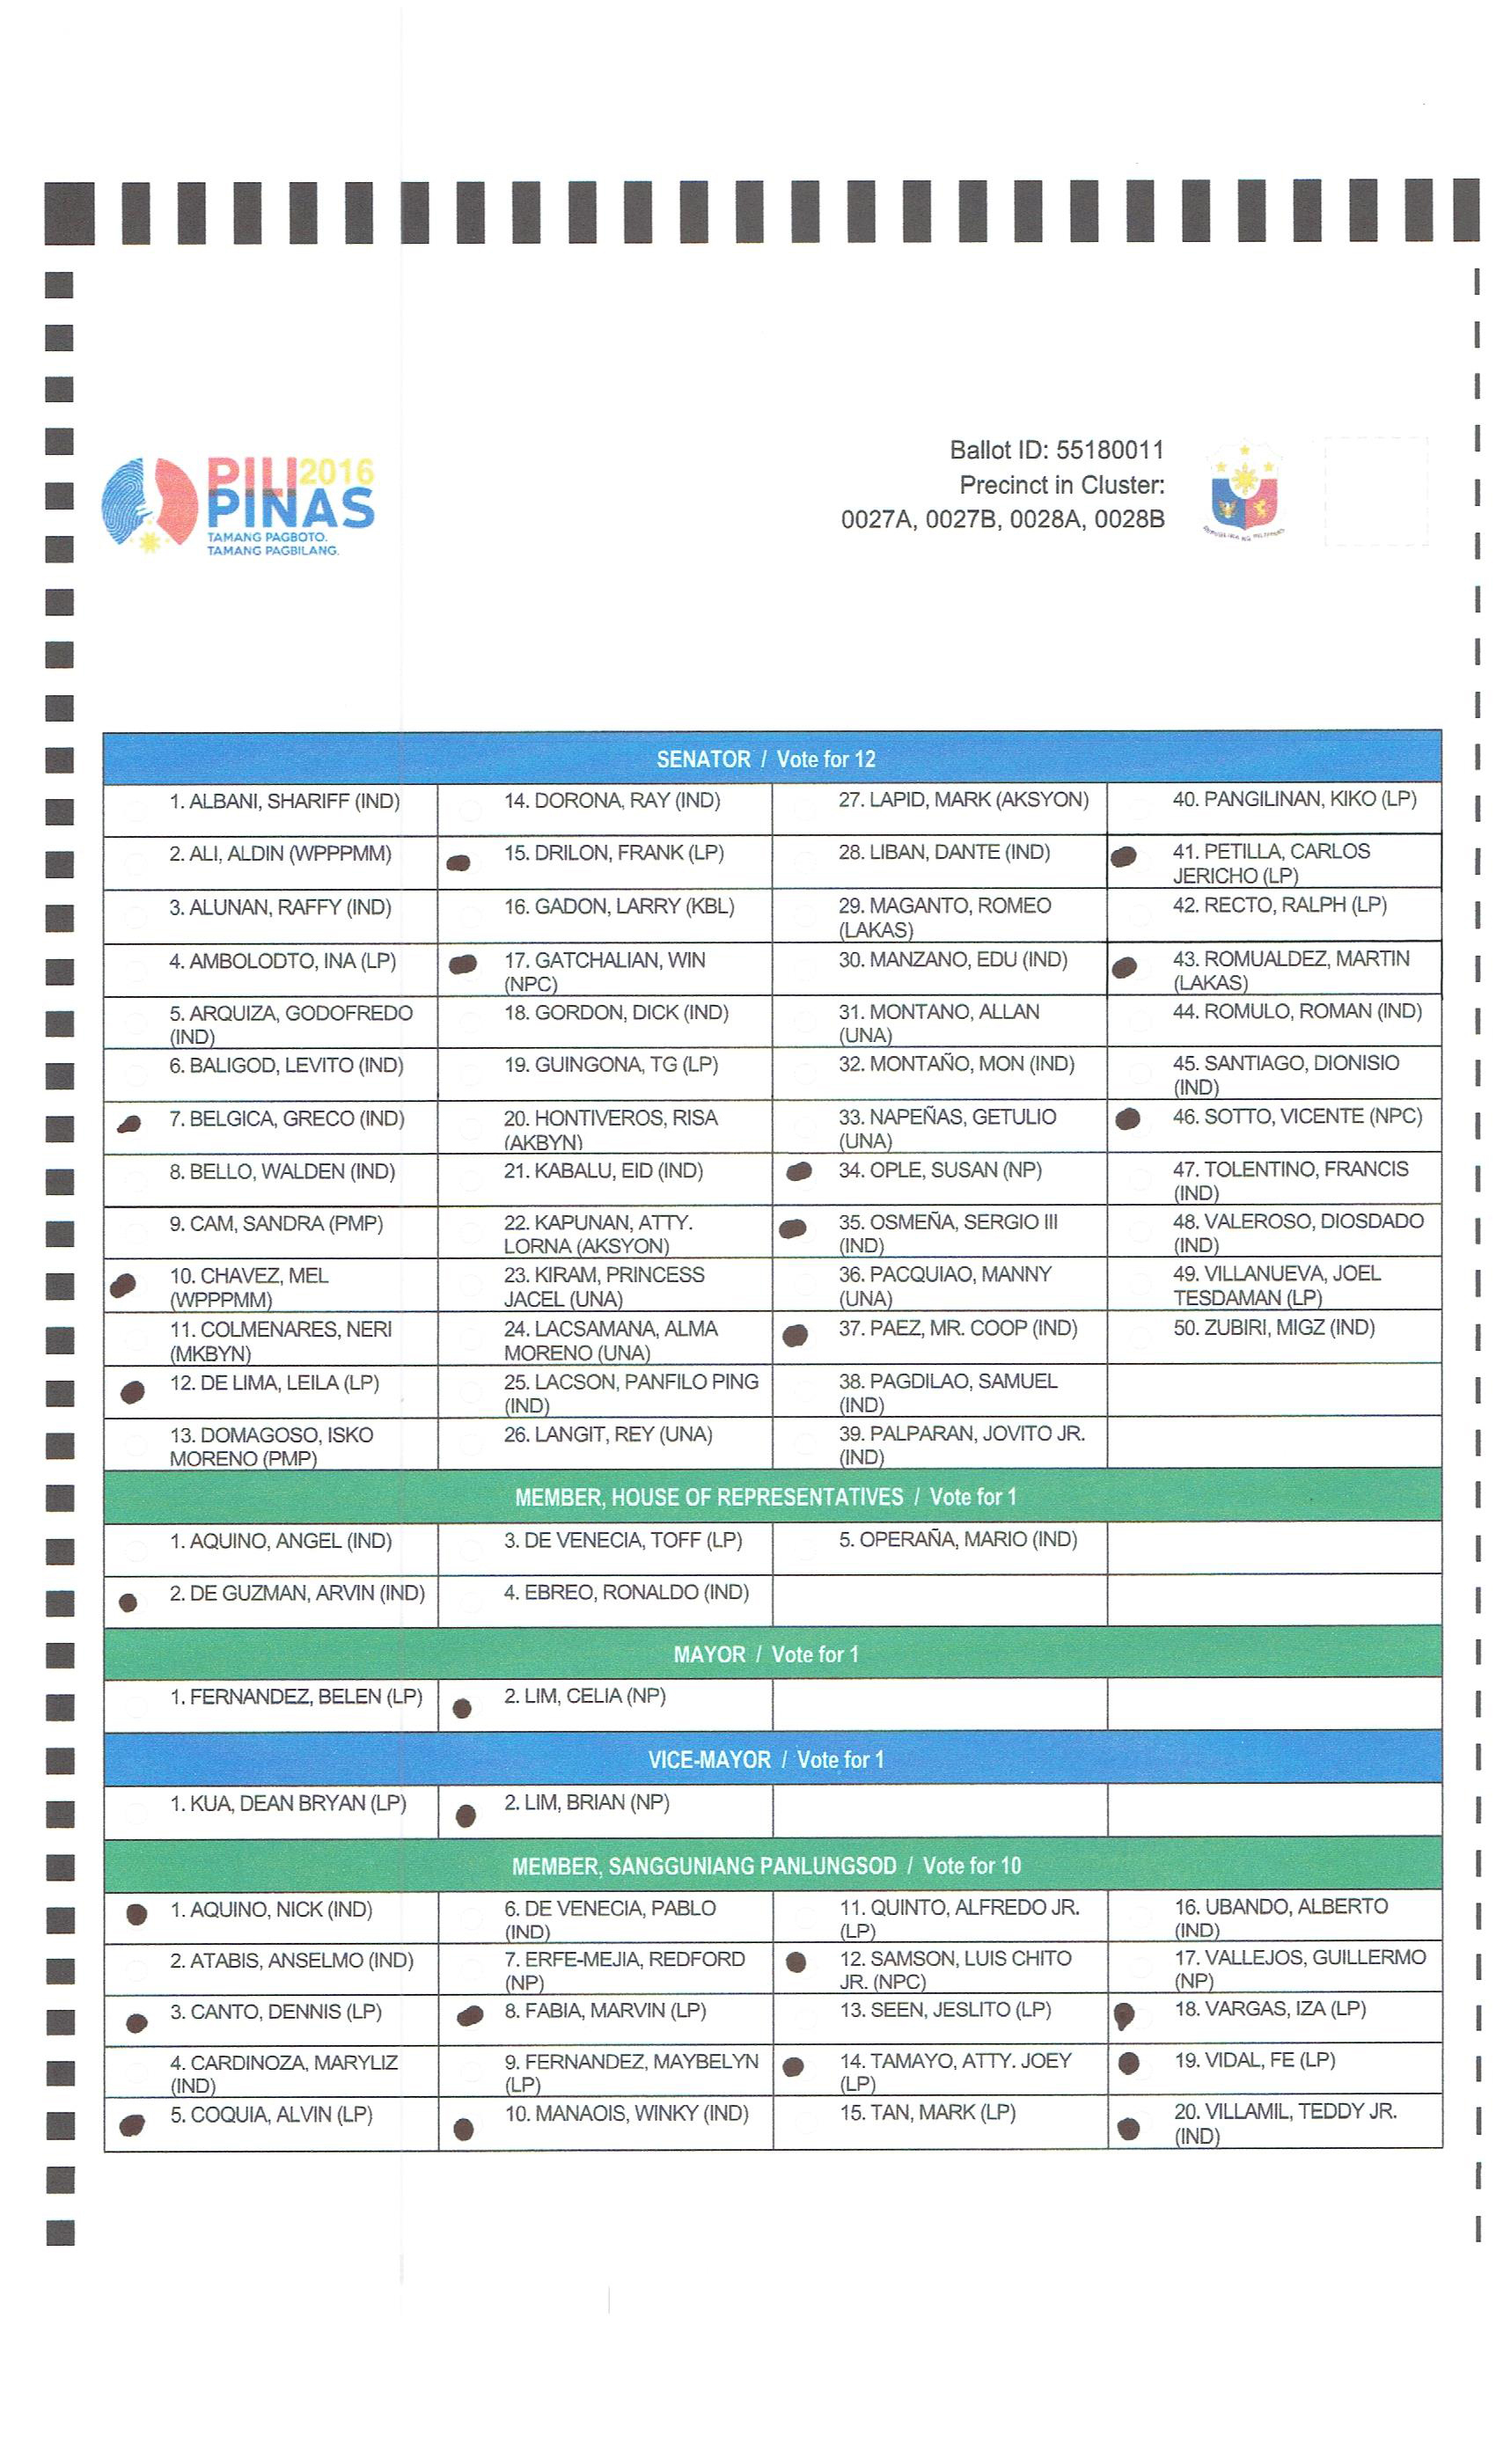 PILI2016
PINAS
TAMANG PAGBOTO.
TAMANG PAGBILANG.
Ballot ID: 55180011
Precinct in Cluster:
0027A, 0027B, 0028A, 0028B
REPUBLIKA NG PILIPINAS
SENATOR / Vote for 12
1. ALBANI, SHARIFF (IND)
14. DORONA, RAY (IND)
27. LAPID, MARK (AKSYON)
40. PANGILINAN, KIKO (LP)
2. ALI, ALDIN (WPPPMM)
15. DRILON, FRANK (LP)
28. LIBAN, DANTE (IND)
41. PETILLA, CARLOS
JERICHO (LP)
3. ALUNAN, RAFFY (IND)
16. GADON, LARRY (KBL)
29. MAGANTO, ROMEO
(LAKAS)
42. RECTO, RALPH (LP)
4. AMBOLODTO, INA (LP)
17. GATCHALIAN, WIN
(NPC)
30. MANZANO, EDU (IND)
43. ROMUALDEZ, MARTIN
(LAKAS)
5. ARQUIZA, GODOFREDO
(IND)
18. GORDON, DICK (IND)
31. MONTANO, ALLAN
(UNA)
44. ROMULO, ROMAN (IND)
6. BALIGOD, LEVITO (IND)
19. GUINGONA, TG (LP)
32. MONTAÑO, MON (IND)
45. SANTIAGO, DIONISIO
(IND)
7. BELGICA, GRECO (IND)
20. HONTIVEROS, RISA
(AKBYN)
33. NAPEÑAS, GETULIO
(UNA)
46. SOTTO, VICENTE (NPC)
8. BELLO, WALDEN (IND)
21. KABALU, EID (IND)
34. OPLE, SUSAN (NP)
47. TOLENTINO, FRANCIS
(IND)
9. CAM, SANDRA (PMP)
22. KAPUNAN, ATTY.
LORNA (AKSYON)
35. OSMEÑA, SERGIO III
(IND)
48. VALEROSO, DIOSDADO
(IND)
10. CHAVEZ, MEL
(WPPPMM)
23. KIRAM, PRINCESS
JACEL (UNA)
36. PACQUIAO, MANNY
(UNA)
49. VILLANUEVA, JOEL
TESDAMAN (LP)
11. COLMENARES, NERI
(MKBYN)
24. LACSAMANA, ALMA
MORENO (UNA)
37. PAEZ, MR. COOP (IND)
50. ZUBIRI, MIGZ (IND)
12. DE LIMA, LEILA (LP)
25. LACSON, PANFILO PING
(IND)
38. PAGDILAO, SAMUEL
(IND)
13. DOMAGOSO, ISKO
MORENO (PMP)
26. LANGIT, REY (UNA)
39. PALPARAN, JOVITO JR.
(IND)
MEMBER, HOUSE OF REPRESENTATIVES / Vote for 1
1. AQUINO, ANGEL (IND)
3. DE VENECIA, TOFF (LP)
5. OPERAÑA, MARIO (IND)
2. DE GUZMAN, ARVIN (IND)
4. EBREO, RONALDO (IND)
MAYOR / Vote for 1
1. FERNANDEZ, BELEN (LP)
2. LIM, CELIA (NP)
VICE-MAYOR / Vote for 1
1. KUA, DEAN BRYAN (LP)
2. LIM, BRIAN (NP)
MEMBER, SANGGUNIANG PANLUNGSOD / Vote for 10
1. AQUINO, NICK (IND)
6. DE VENECIA, PABLO
(IND)
11. QUINTO, ALFREDO JR.
(LP)
16. UBANDO, ALBERTO
(IND)
2. ATABIS, ANSELMO (IND)
7. ERFE-MEJIA, REDFORD
(NP)
12. SAMSON, LUIS CHITO
JR. (NPC)
17. VALLEJOS, GUILLERMO
(NP)
3. CANTO, DENNIS (LP)
8. FABIA, MARVIN (LP)
13. SEEN, JESLITO (LP)
18. VARGAS, IZA (LP)
4. CARDINOZA, MARYLIZ
(IND)
9. FERNANDEZ, MAYBELYN
(LP)
14. TAMAYO, ATTY. JOEY
(LP)
19. VIDAL, FE (LP)
5. COQUIA, ALVIN (LP)
10. MANAOIS, WINKY (IND)
15. TAN, MARK (LP)
20. VILLAMIL, TEDDY JR.
(IND)